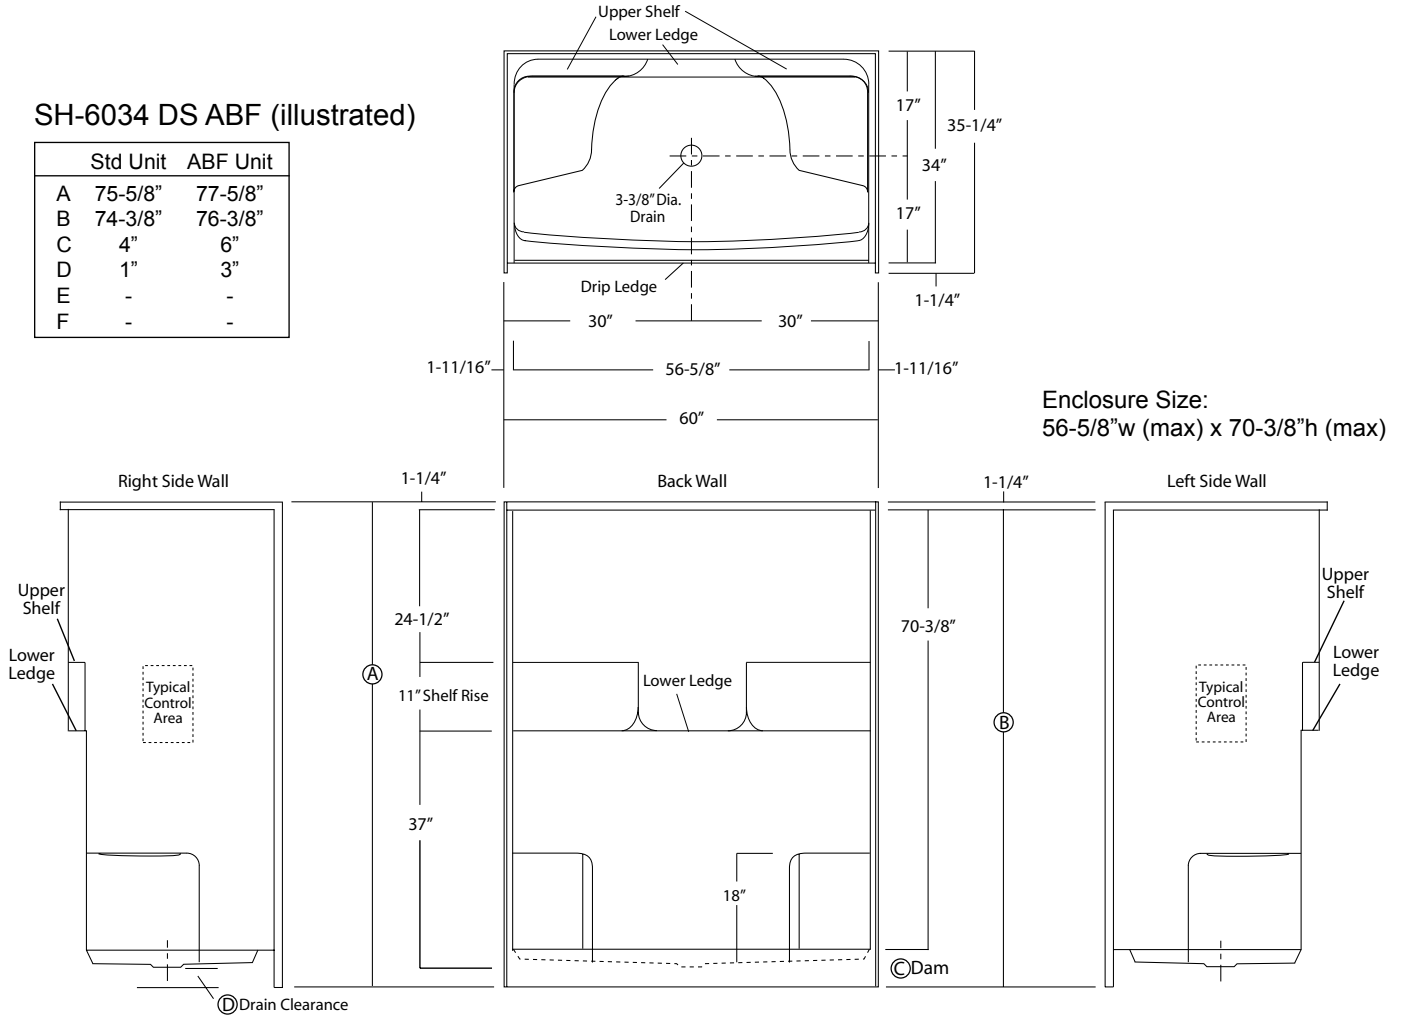 Upper Shelf
Lower Ledge
SH-6034 DS ABF (illustrated)
Std Unit ABF Unit
A 75-5/8” 77-5/8”
B 74-3/8” 76-3/8”
C 4” 6”
D 1” 3”
E - -
F - -
17”
35-1/4”
34”
17”
3-3/8” Dia.
Drain
Drip Ledge
1-1/4”
30” 30”
1-11/16” 56-5/8” 1-11/16”
60”
Enclosure Size:
56-5/8”w (max) x 70-3/8”h (max)
Right Side Wall
1-1/4”
Back Wall
1-1/4”
Left Side Wall
Upper
Shelf
Lower
Ledge
Typical
Control
Area
A
24-1/2”
11” Shelf Rise
37”
Lower Ledge
18”
70-3/8”
B
C Dam
D Drain Clearance
Typical
Control
Area
Upper
Shelf
Lower
Ledge